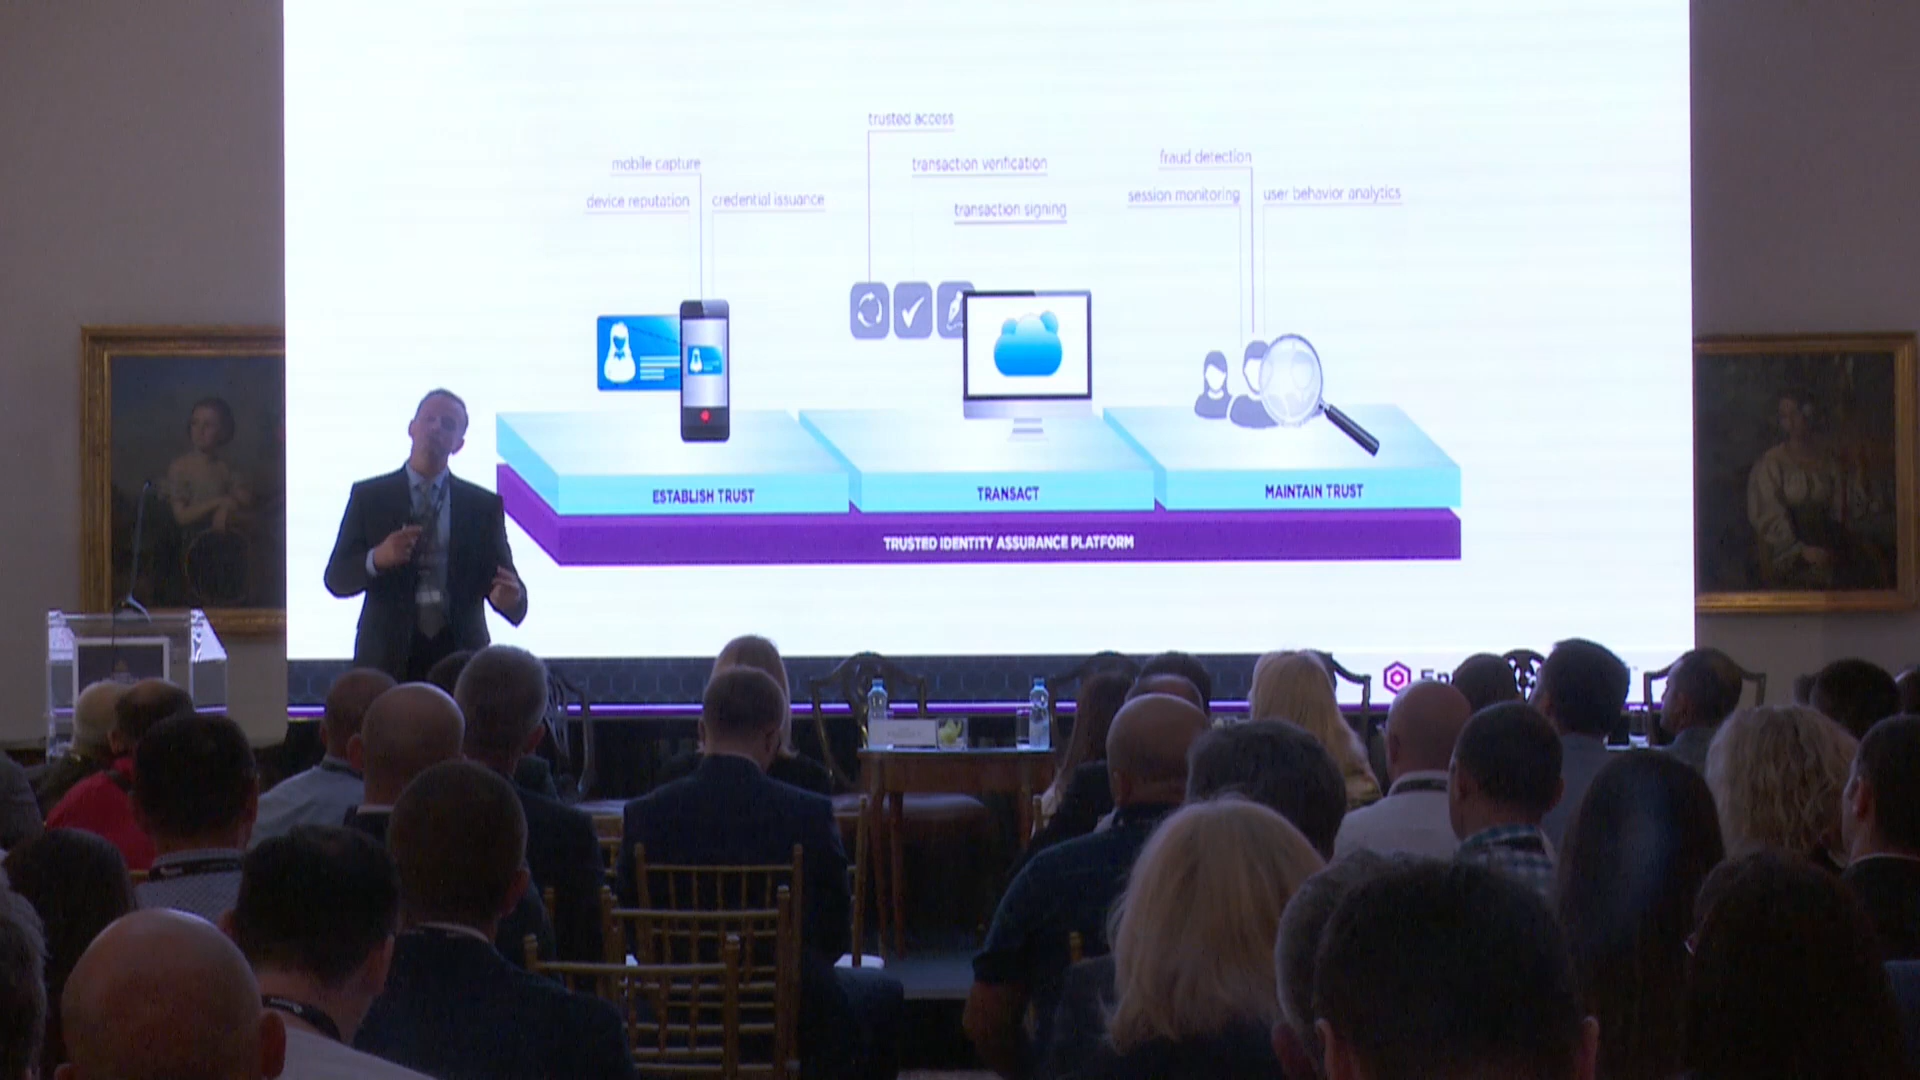 trusted access
mobile capture
transaction verification
fraud detection
device reputation
credential issuance
transaction signing
session monitoring
user behavior analytics
ESTABLISH TRUST
TRANSACT
MAINTAIN TRUST
TRUSTED IDENTITY ASSURANCE PLATFORM